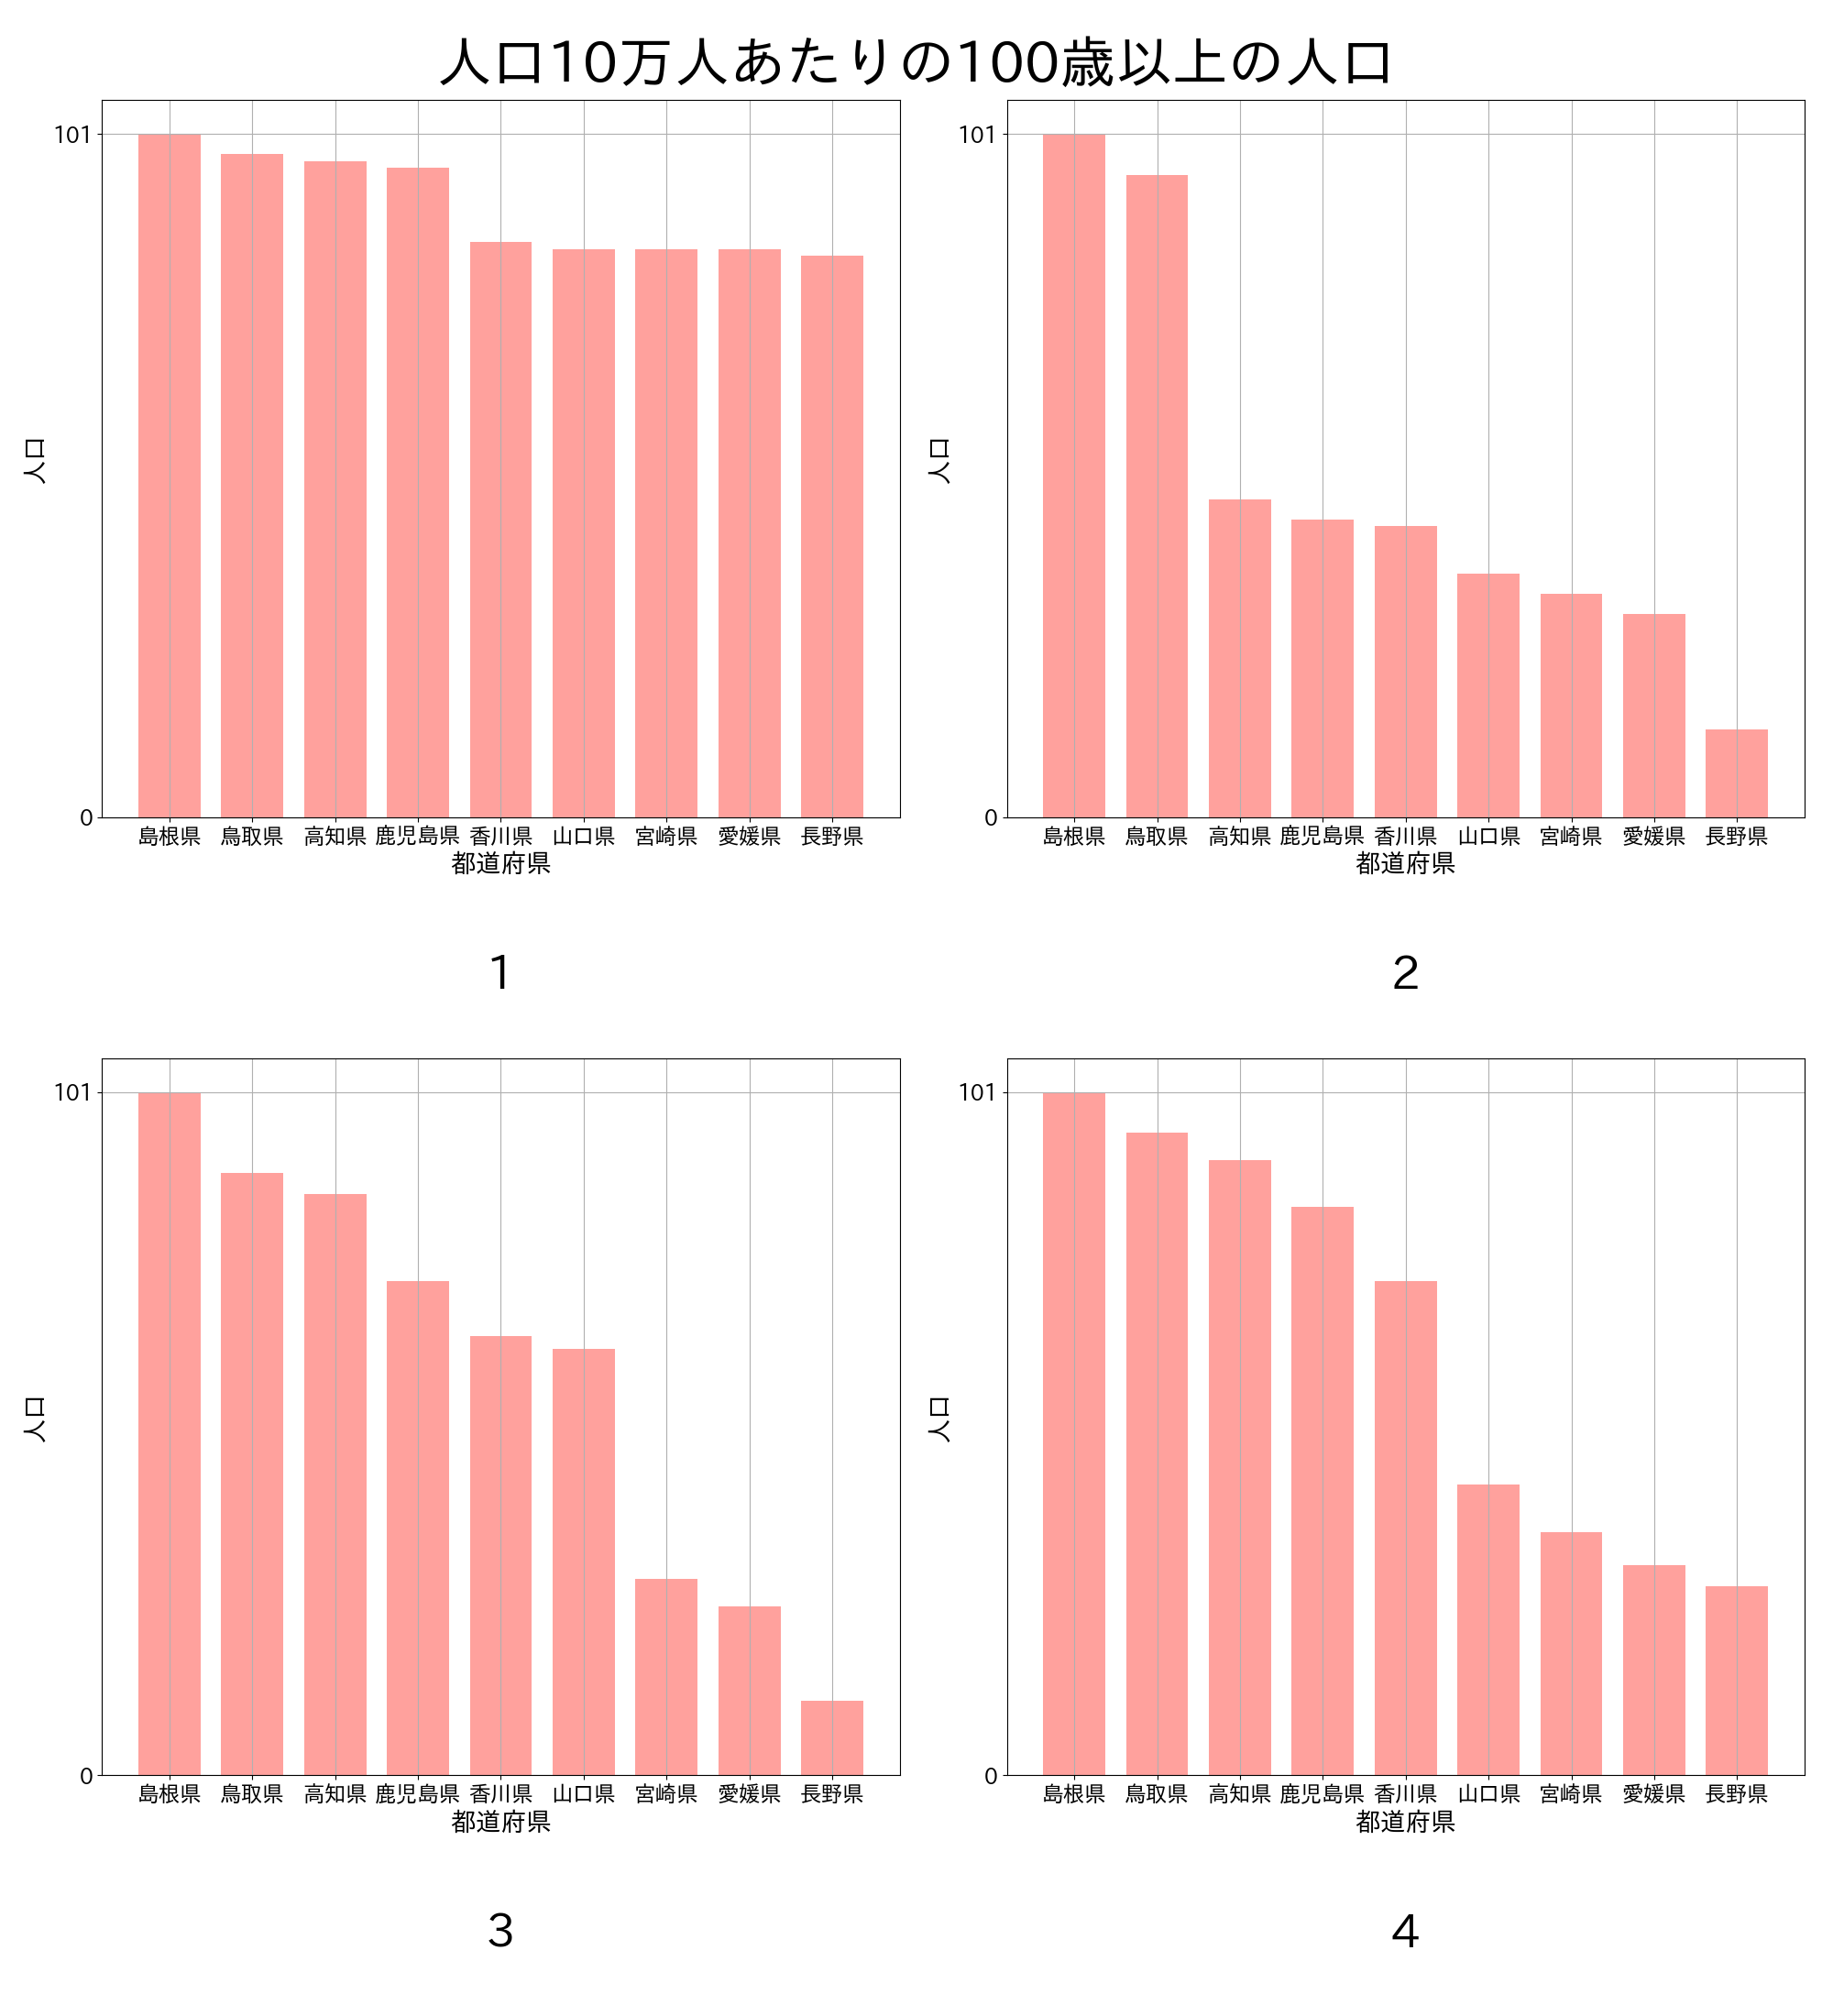 人口10万人あたりの100歳以上の人口
101
人口
0
島根県 鳥取県 高知県 鹿児島県 香川県 山口県 宮崎県 愛媛県 長野県
都道府県
1
101
人口
0
島根県 鳥取県 高知県 鹿児島県 香川県 山口県 宮崎県 愛媛県 長野県
都道府県
2
101
人口
0
島根県 鳥取県 高知県 鹿児島県 香川県 山口県 宮崎県 愛媛県 長野県
都道府県
3
101
人口
0
島根県 鳥取県 高知県 鹿児島県 香川県 山口県 宮崎県 愛媛県 長野県
都道府県
4